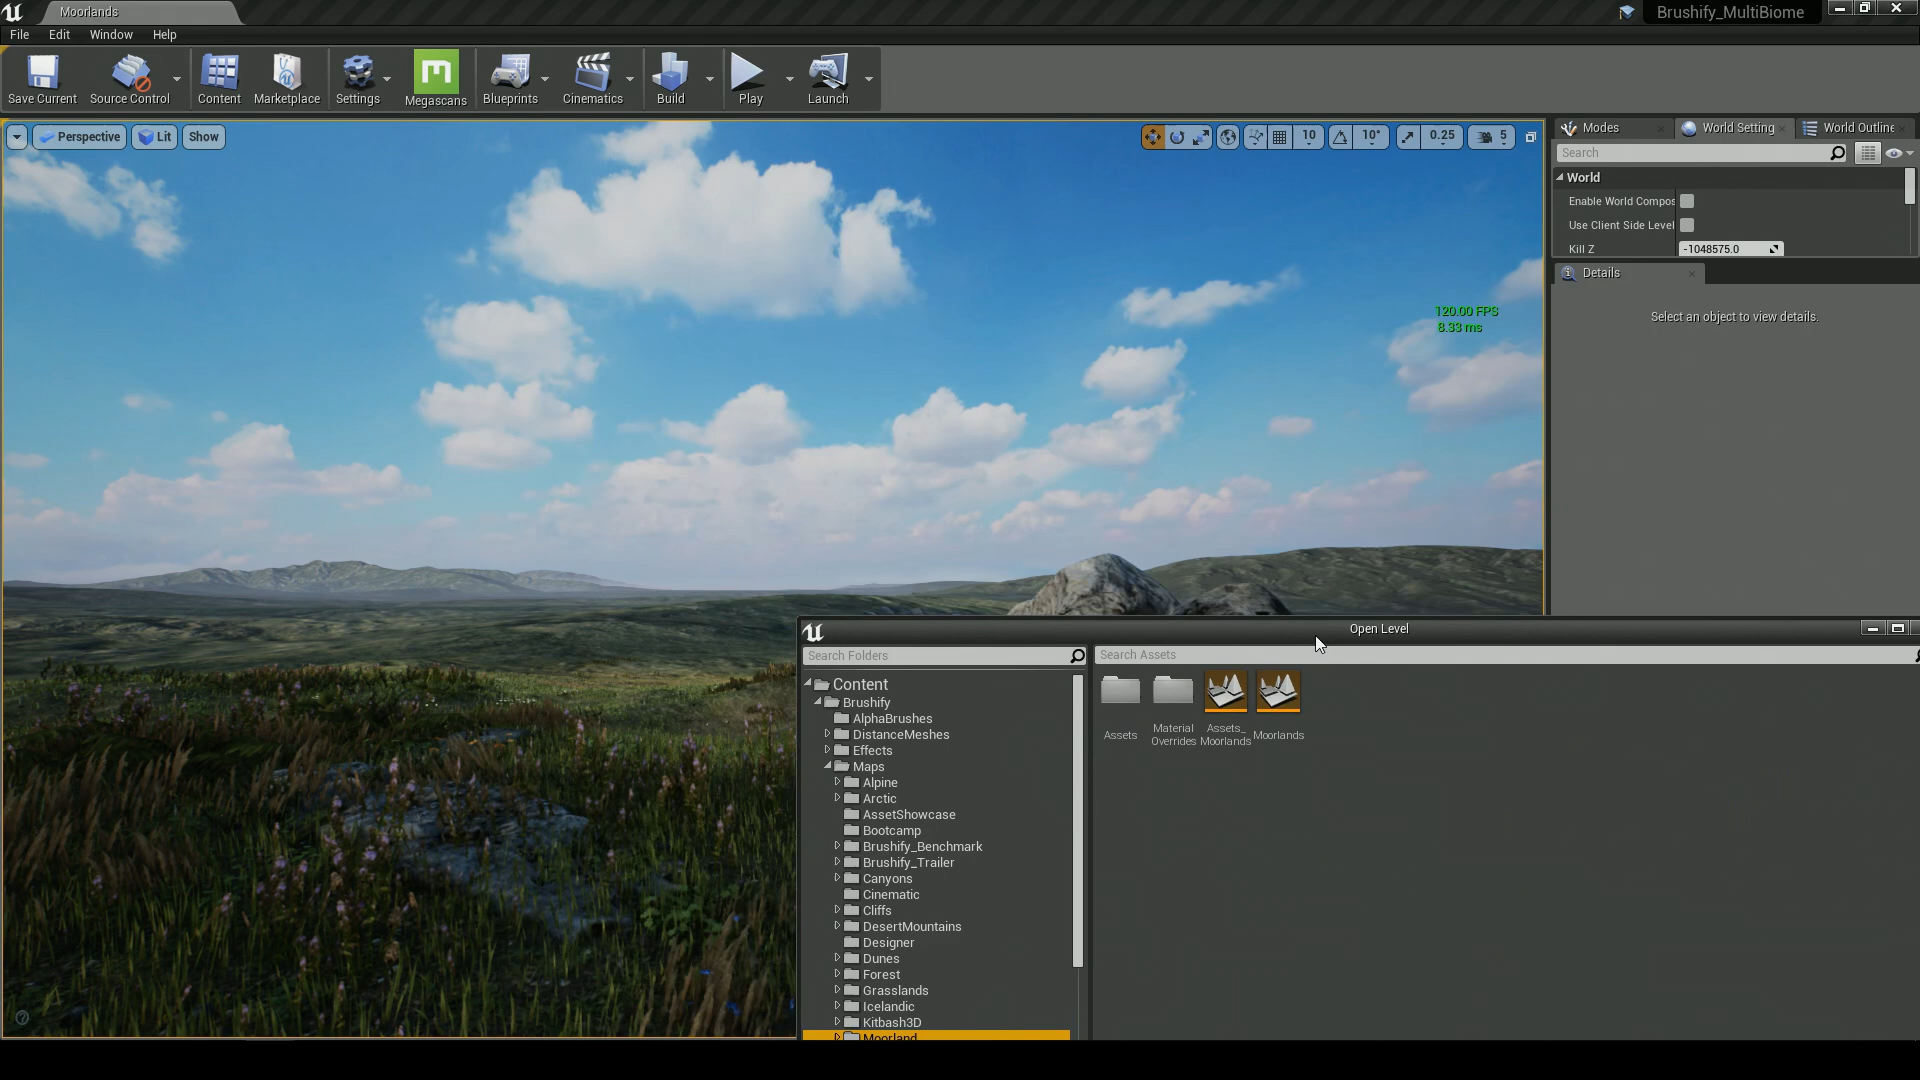 Moorlands
Brushify_MultiBiome
File Edit Window Help
Save Current Source Control Content Marketplace Settings Megascans Blueprints Cinematics Build Play Launch
Perspective Lit Show
10 10° 0.25 5
Modes World Setting World Outline
Search
World
Enable World Compos
Use Client Side Level
Kill Z -1048575.0
Details
Select an object to view details.
120.00 FPS
8.33 ms
Open Level
Search Folders
Search Assets
Content
Brushify
AlphaBrushes
DistanceMeshes
Effects
Maps
Alpine
Arctic
AssetShowcase
Bootcamp
Brushify_Benchmark
Brushify_Trailer
Canyons
Cinematic
Cliffs
DesertMountains
Designer
Dunes
Forest
Grasslands
Icelandic
Kitbash3D
Moorland
Assets
Material
Overrides
Assets_
Moorlands
Moorlands